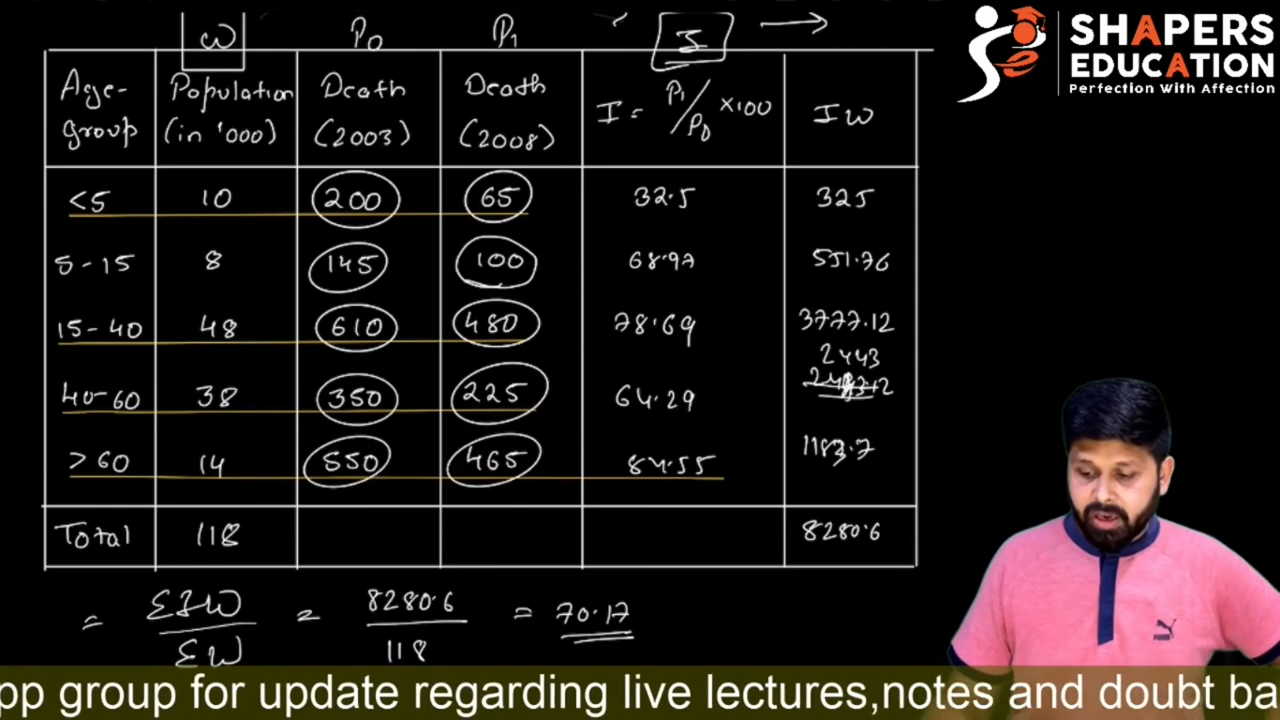 W P0 P1 I →
SHAPERS
EDUCATION
Perfection With Affection
Age-group Population (in '000) Death (2003) Death (2008) I = P1/P0 ×100 IW
<5 10 200 65 32.5 325
5-15 8 145 100 68.97 551.76
15-40 48 610 480 78.69 3777.12
40-60 38 350 225 64.29 2443
>60 14 550 465 84.55 1183.7
Total 118 8280.6
= ΣIW / ΣW = 8280.6 / 118 = 70.17
PUMA
pp group for update regarding live lectures,notes and doubt ba